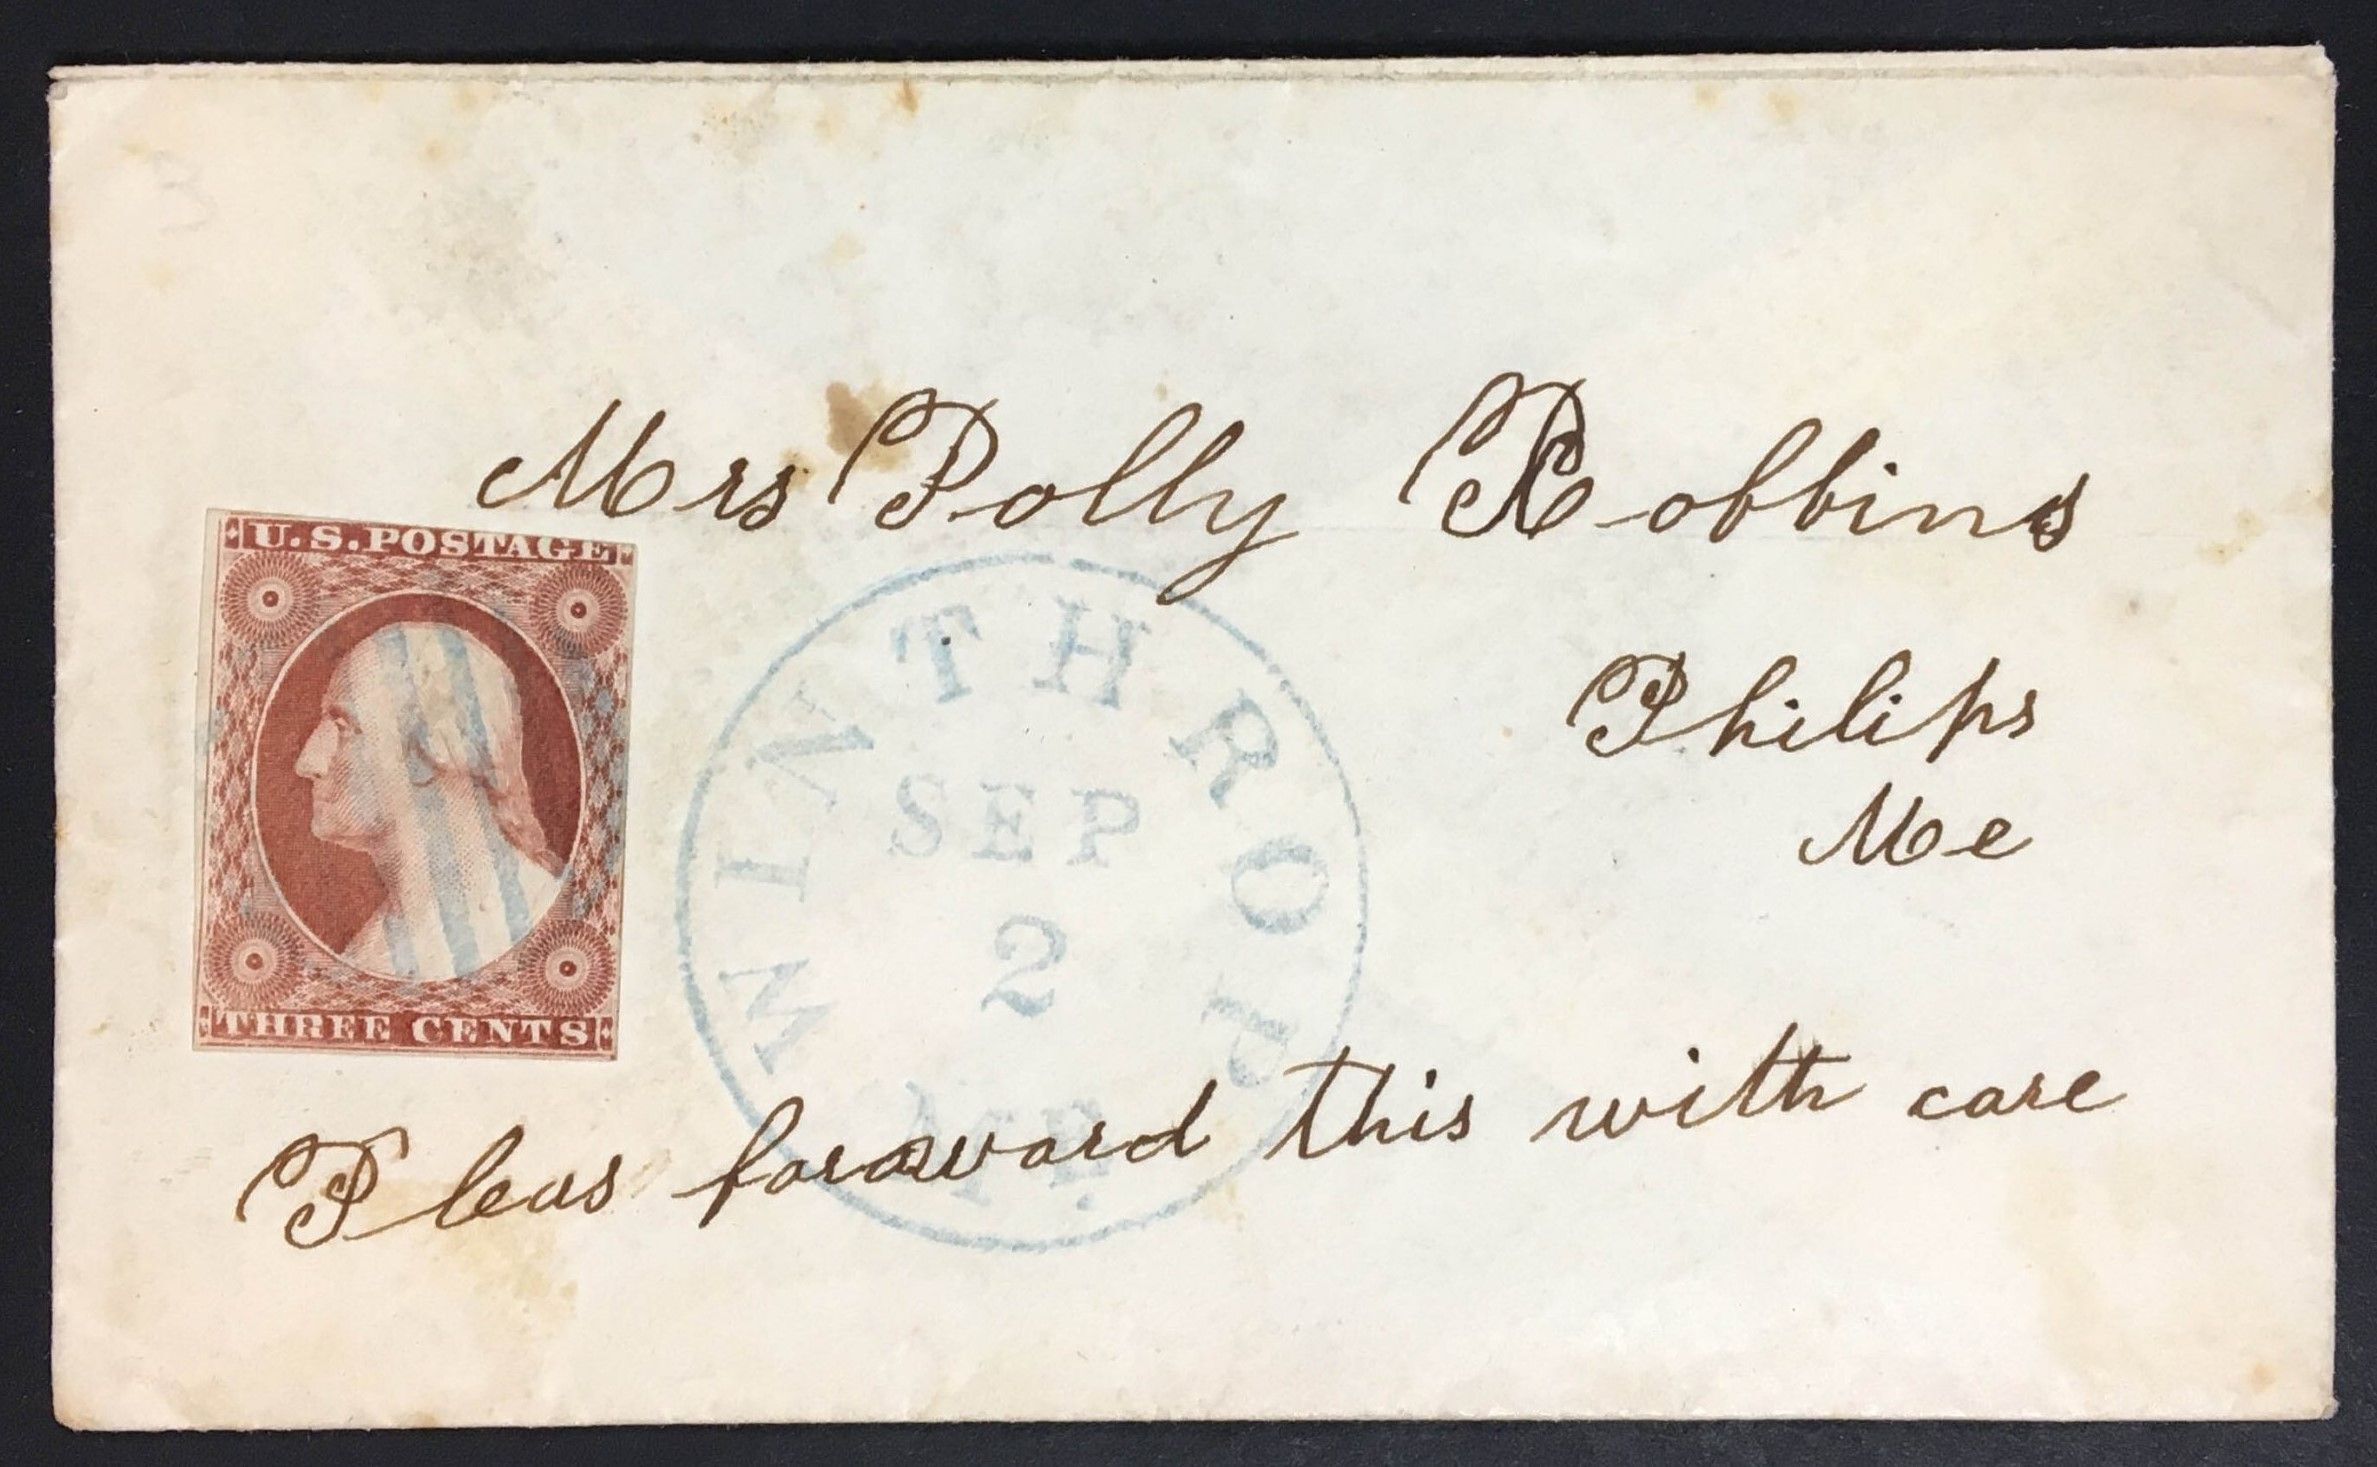 Mrs Polly Robbins
U.S. POSTAGE
THREE CENTS
WINTHROP
SEP
2
ME.
Philips
Me
Pleas foraward this with care